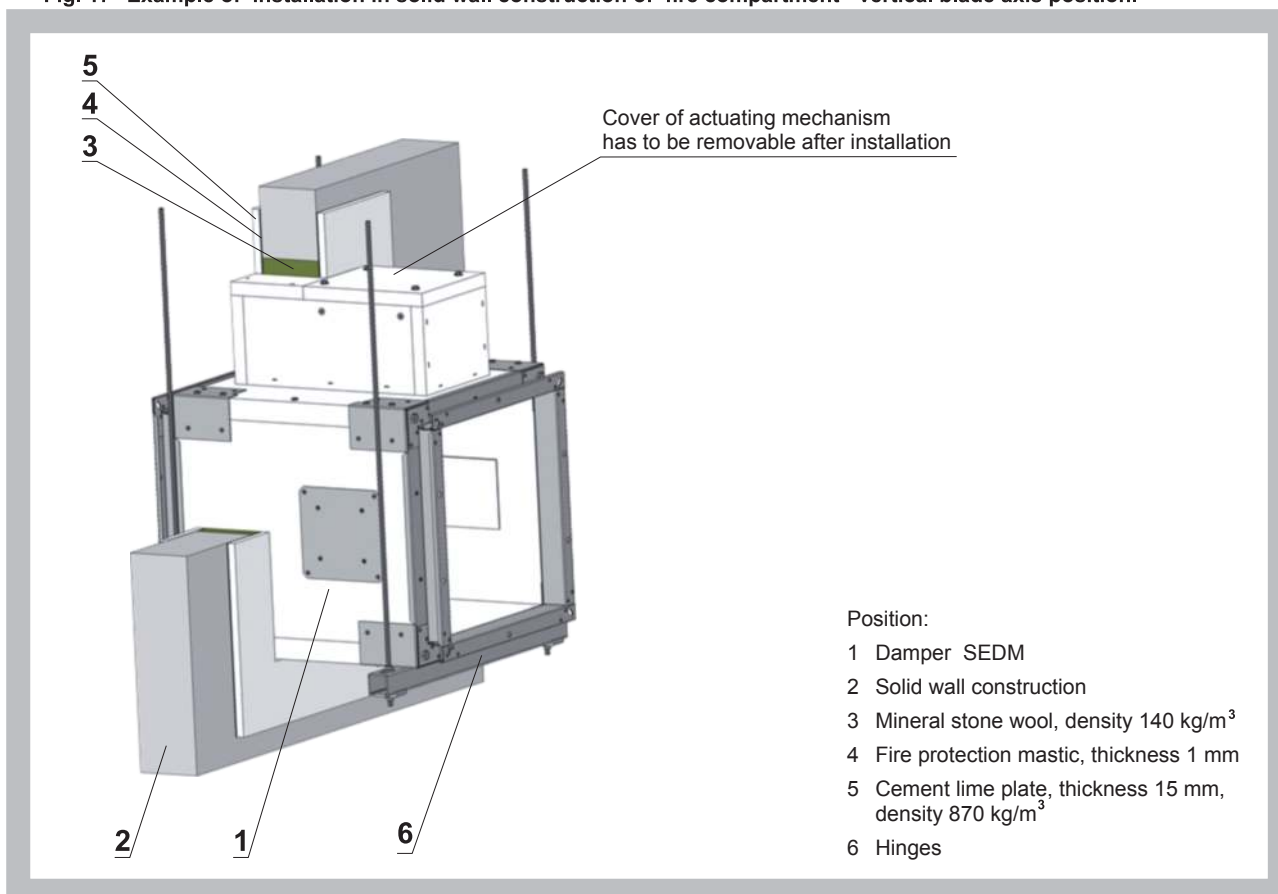 Fig. Example of installation in solid wall construction of fire compartment - vertical blade axis position.
5
4
3
Cover of actuating mechanism
has to be removable after installation
Position:
1 Damper SEDM
2 Solid wall construction
3 Mineral stone wool, density 140 kg/m³
4 Fire protection mastic, thickness 1 mm
5 Cement lime plate, thickness 15 mm,
density 870 kg/m³
6 Hinges
2
1
6